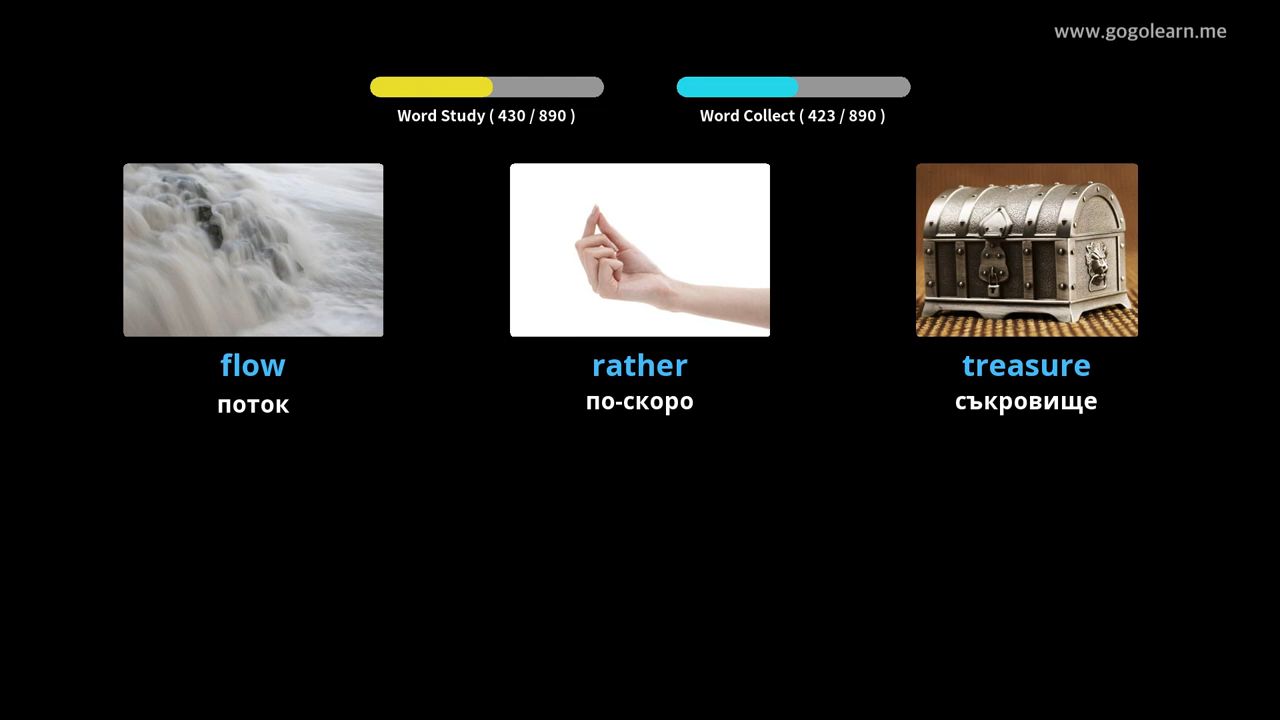 www.gogolearn.me
Word Study ( 430 / 890 )
Word Collect ( 423 / 890 )
flow
rather
treasure
поток
по-скоро
съкровище